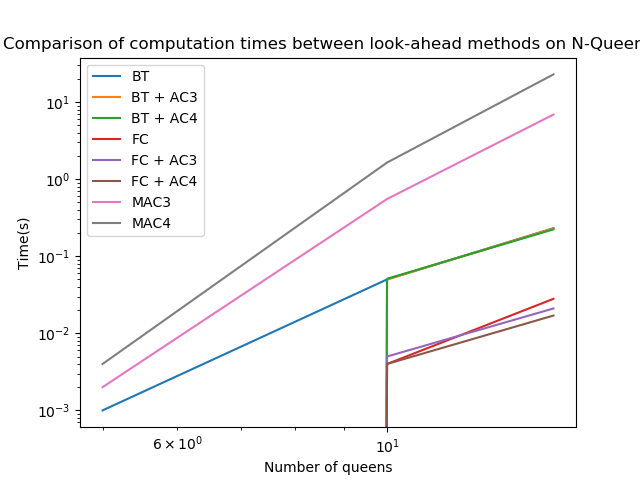 Comparison of computation times between look-ahead methods on N-Queen
BT
BT + AC3
BT + AC4
FC
FC + AC3
FC + AC4
MAC3
MAC4
Time(s)
10¹
10⁰
10⁻¹
10⁻²
10⁻³
6 × 10⁰
10¹
Number of queens